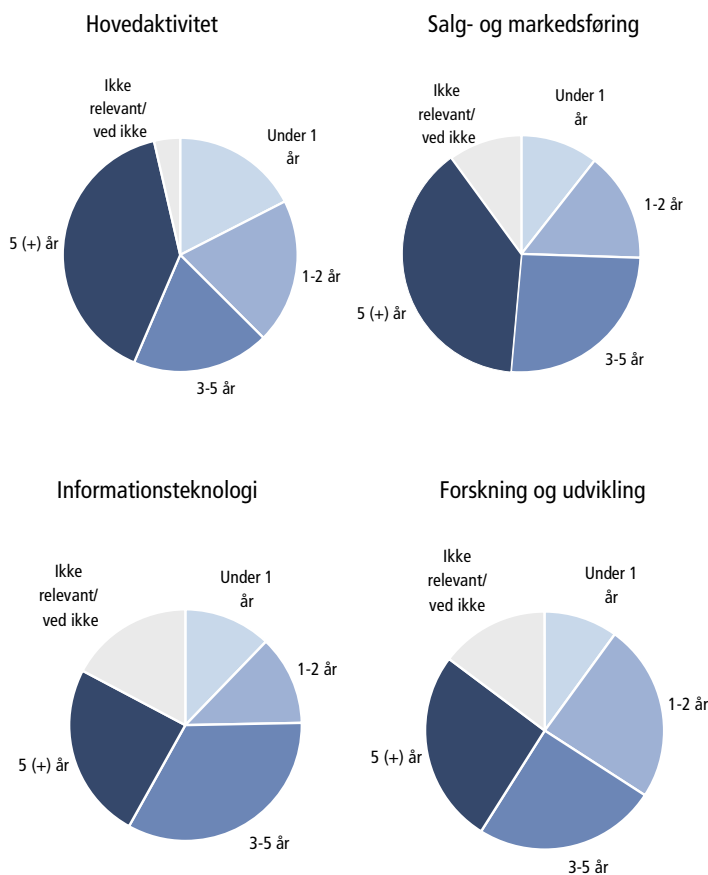 Hovedaktivitet
Ikke
relevant/
ved ikke
Under 1
år
1-2 år
3-5 år
5 (+) år
Salg- og markedsføring
Ikke
relevant/
ved ikke
Under 1
år
1-2 år
3-5 år
5 (+) år
Informationsteknologi
Ikke
relevant/
ved ikke
Under 1
år
1-2 år
3-5 år
5 (+) år
Forskning og udvikling
Ikke
relevant/
ved ikke
Under 1
år
1-2 år
3-5 år
5 (+) år